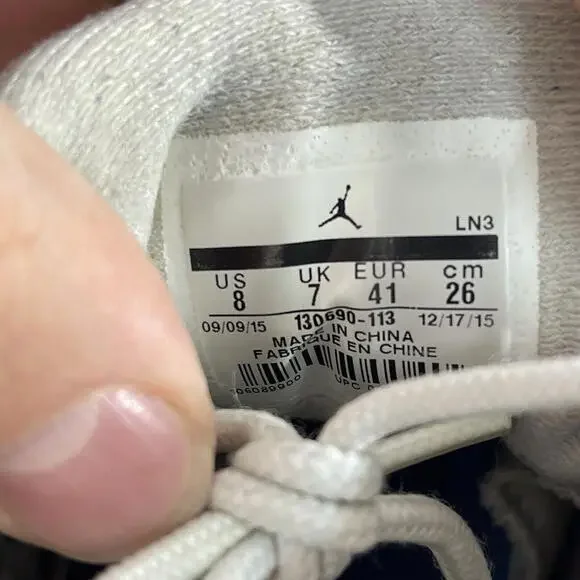 LN3
US UK EUR cm
8 7 41 26
09/09/15 130690-113 12/17/15
MADE IN CHINA
FABRIQUE EN CHINE
UPC